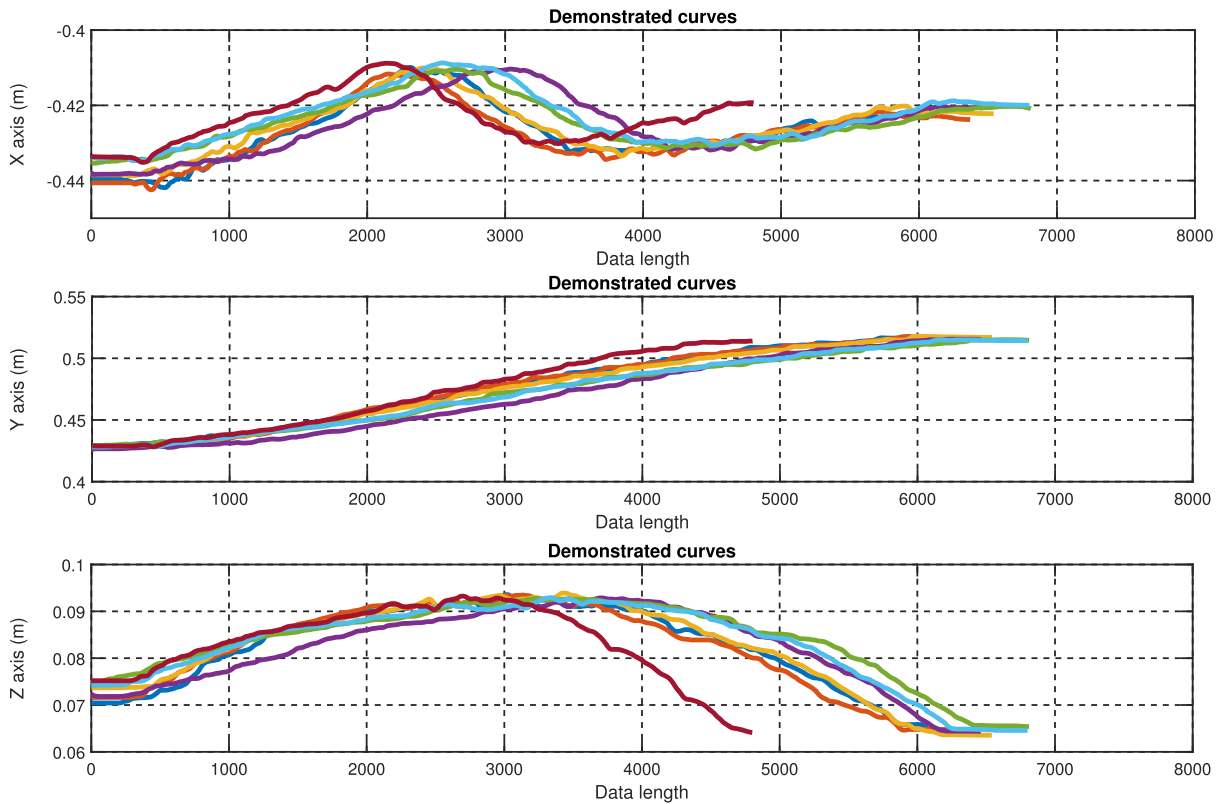 Demonstrated curves
-0.4
-0.42
-0.44
X axis (m)
0 1000 2000 3000 4000 5000 6000 7000 8000
Data length
Demonstrated curves
0.55
0.5
0.45
0.4
Y axis (m)
0 1000 2000 3000 4000 5000 6000 7000 8000
Data length
Demonstrated curves
0.1
0.09
0.08
0.07
0.06
Z axis (m)
0 1000 2000 3000 4000 5000 6000 7000 8000
Data length